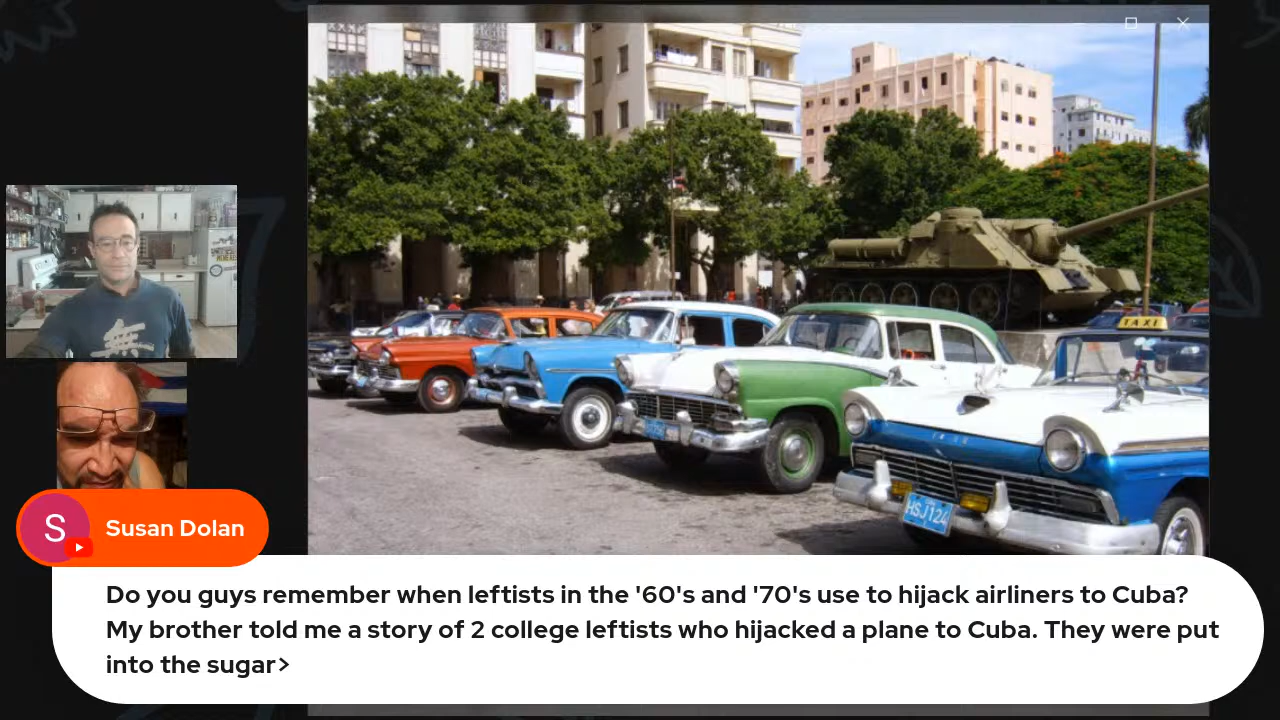 無
TAXI
HSJ124
S
Susan Dolan
Do you guys remember when leftists in the '60's and '70's use to hijack airliners to Cuba?
My brother told me a story of 2 college leftists who hijacked a plane to Cuba. They were put
into the sugar>